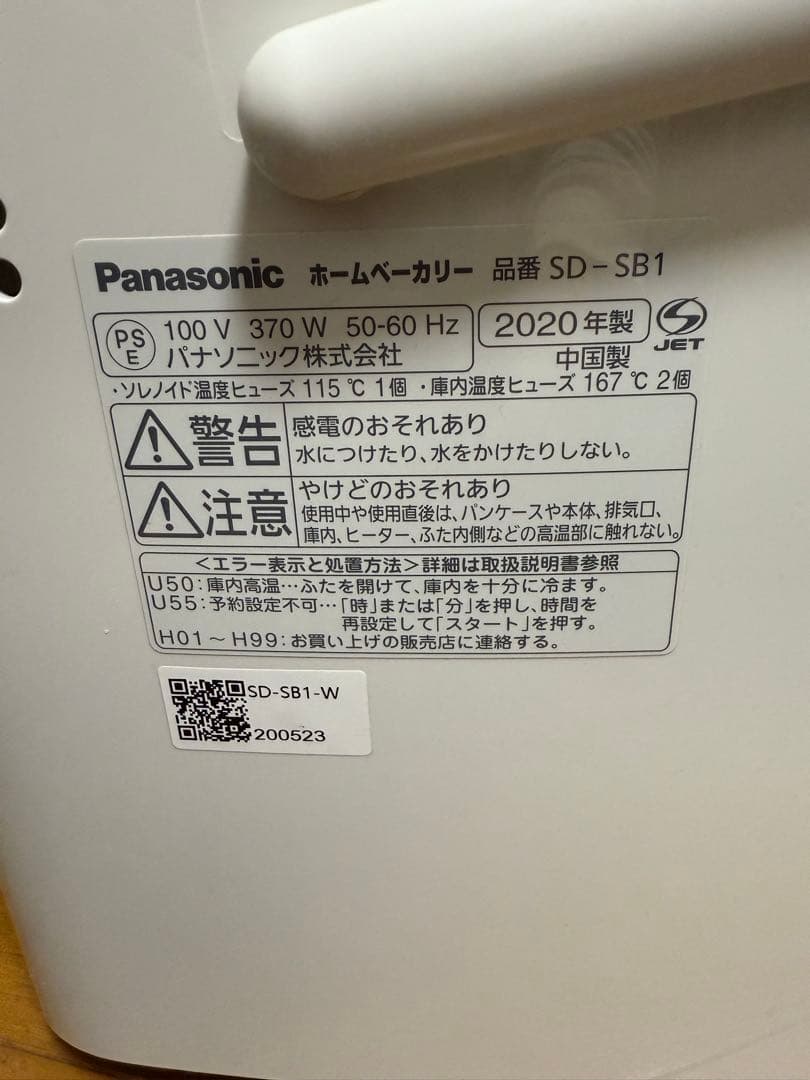 Panasonic ホームベーカリー 品番 SD-SB1
PS E 100 V 370 W 50-60 Hz
パナソニック株式会社
2020年製
中国製
S JET
・ソレノイド温度ヒューズ 115 ℃ 1個 ・庫内温度ヒューズ 167 ℃ 2個
警告
感電のおそれあり
水につけたり、水をかけたりしない。
注意
やけどのおそれあり
使用中や使用直後は、パンケースや本体、排気口、
庫内、ヒーター、ふた内側などの高温部に触れない。
<エラー表示と処置方法>詳細は取扱説明書参照
U50:庫内高温…ふたを開けて、庫内を十分に冷ます。
U55:予約設定不可…「時」または「分」を押し、時間を
再設定して「スタート」を押す。
H01~H99:お買い上げの販売店に連絡する。
SD-SB1-W
200523